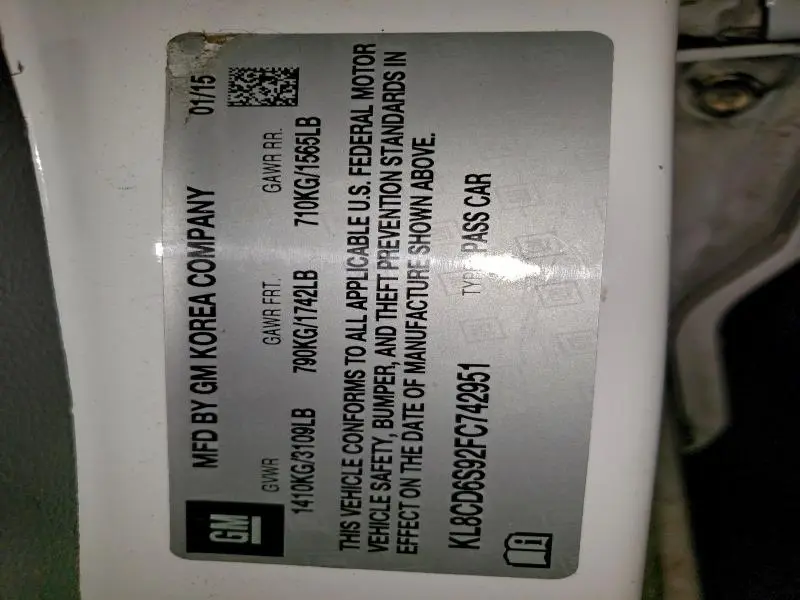 GM
MFD BY GM KOREA COMPANY 01/15
GVWR GAWR FRT. GAWR RR.
1410KG/3109LB 790KG/1742LB 710KG/1565LB
THIS VEHICLE CONFORMS TO ALL APPLICABLE U.S. FEDERAL MOTOR
VEHICLE SAFETY, BUMPER, AND THEFT PREVENTION STANDARDS IN
EFFECT ON THE DATE OF MANUFACTURE SHOWN ABOVE.
KL8CD6S92FC742951 TYPE: PASS CAR